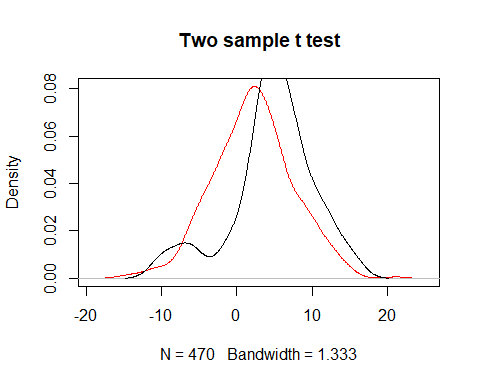 Two sample t test
Density
0.00 0.02 0.04 0.06 0.08
-20 -10 0 10 20
N = 470 Bandwidth = 1.333